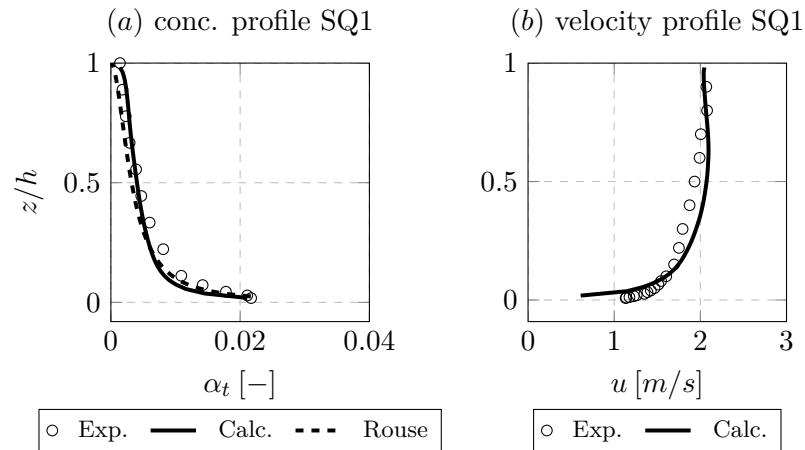 (a) conc. profile SQ1
(b) velocity profile SQ1
1
0.5
0
z/h
0
0.02
0.04
α_t [−]
Exp.
Calc.
Rouse
1
0.5
0
0
1
2
3
u [m/s]
Exp.
Calc.